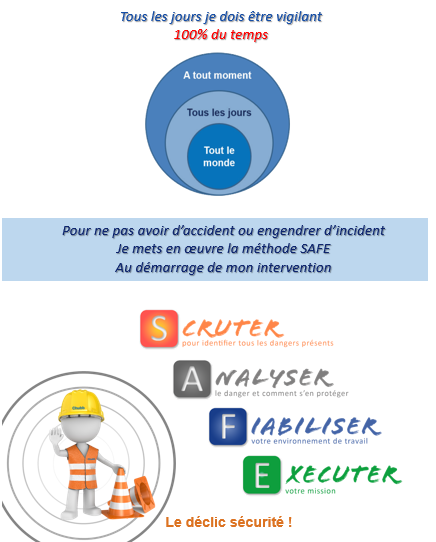 Tous les jours je dois être vigilant
100% du temps
A tout moment
Tous les jours
Tout le
monde
Pour ne pas avoir d’accident ou engendrer d’incident
Je mets en œuvre la méthode SAFE
Au démarrage de mon intervention
SCRUTER
pour identifier tous les dangers présents
ANALYSER
le danger et comment s'en protéger
FIABILISER
votre environnement de travail
EXECUTER
votre mission
Le déclic sécurité !